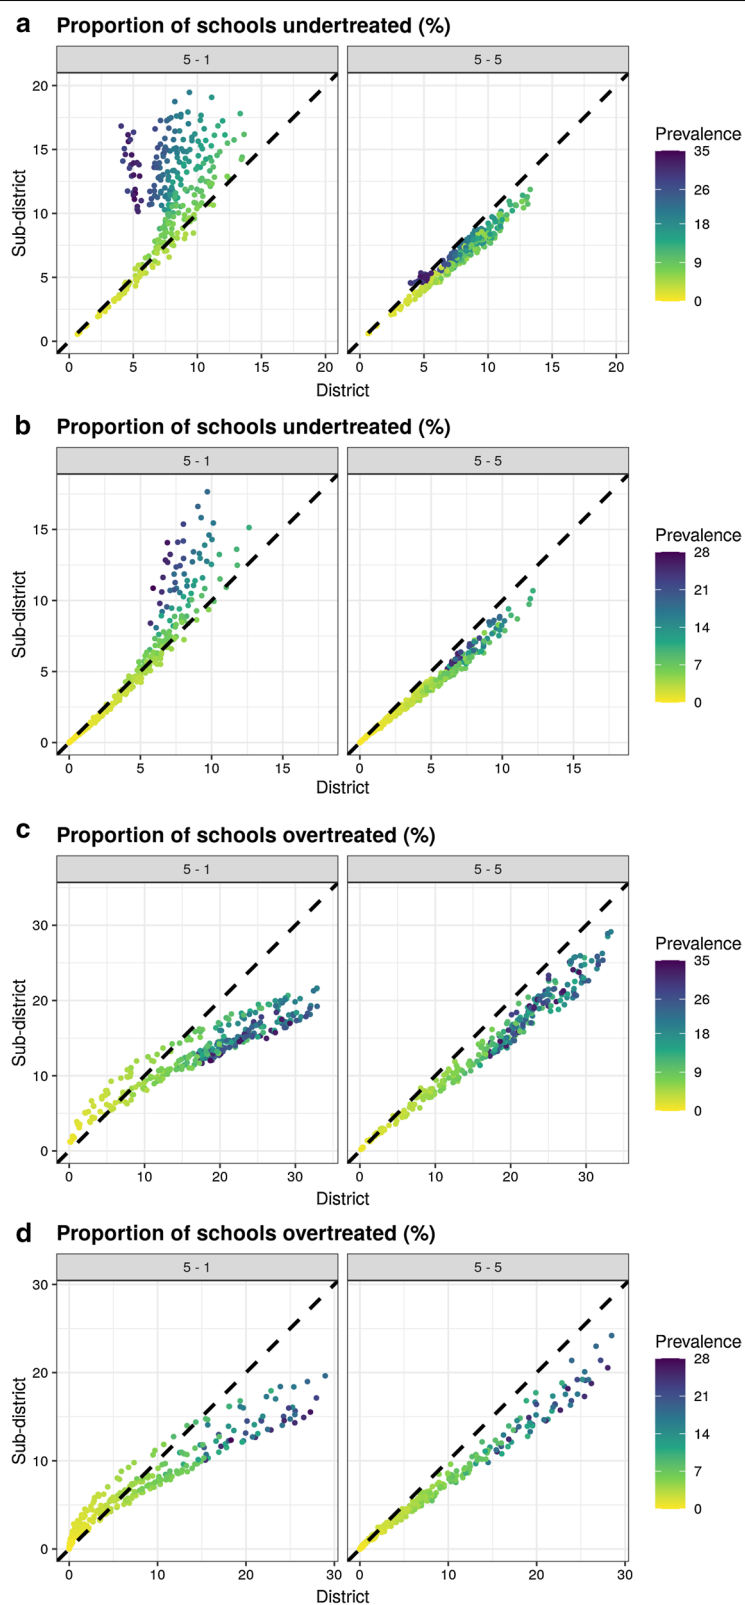 a Proportion of schools undertreated (%)
5 - 1 5 - 5
20
15
10
5
0
Sub-district
0 5 10 15 20 0 5 10 15 20
District
Prevalence
35
26
18
9
0
b Proportion of schools undertreated (%)
5 - 1 5 - 5
15
10
5
0
Sub-district
0 5 10 15 0 5 10 15
District
Prevalence
28
21
14
7
0
c Proportion of schools overtreated (%)
5 - 1 5 - 5
30
20
10
0
Sub-district
0 10 20 30 0 10 20 30
District
Prevalence
35
26
18
9
0
d Proportion of schools overtreated (%)
5 - 1 5 - 5
30
20
10
0
Sub-district
0 10 20 30 0 10 20 30
District
Prevalence
28
21
14
7
0